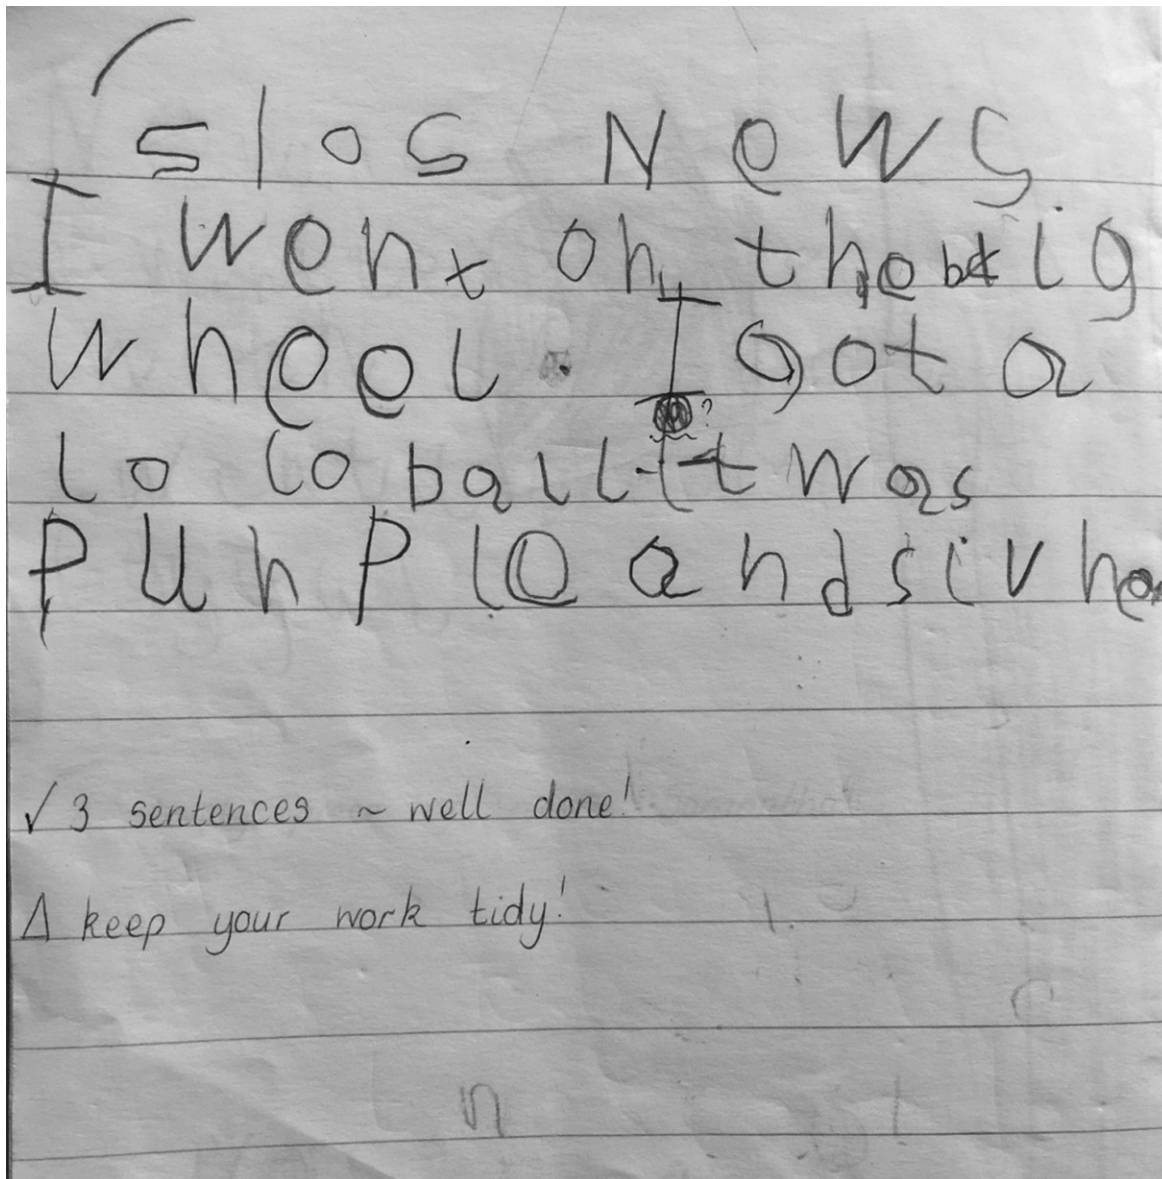 slos News
I went on the big
wheel. I got a
lo lo ball. it was
punple and sivhe
✓ 3 sentences ~ well done!
Δ keep your work tidy!